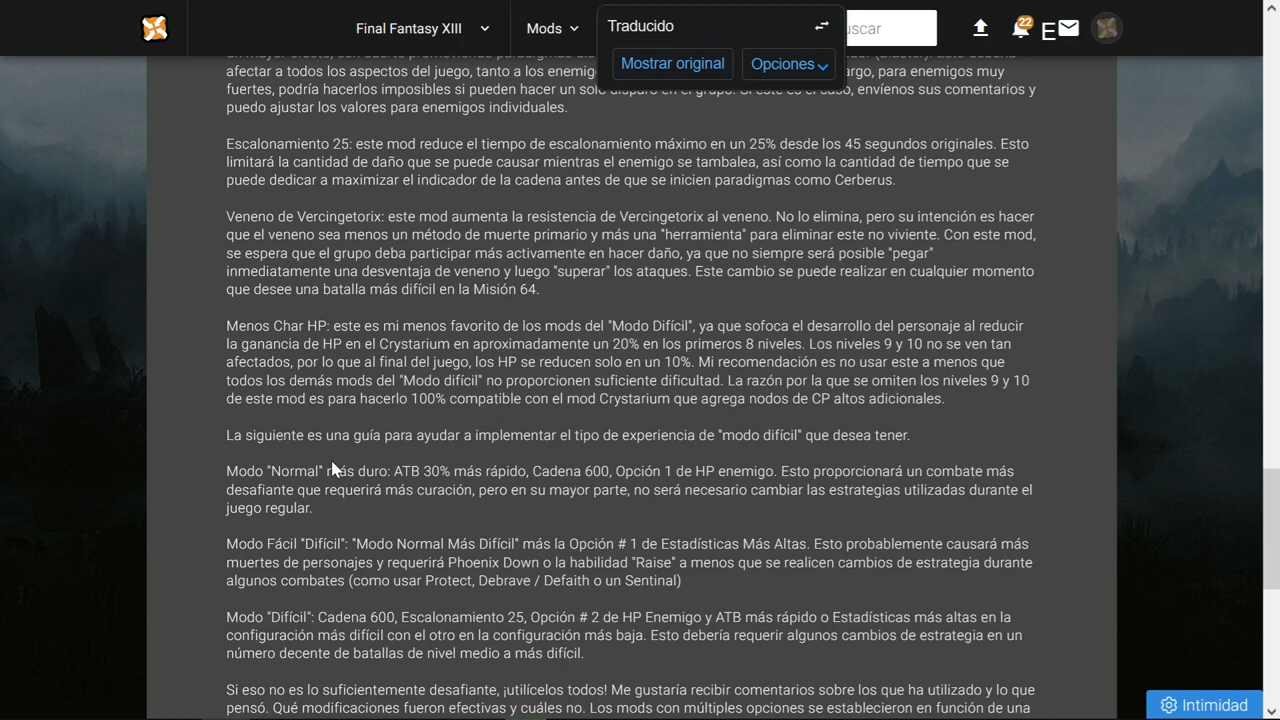 Final Fantasy XIII
Mods
Traducido
uscar
22
E
Mostrar original
Opciones
afectar a todos los aspectos del juego, tanto a los enemigo
argo, para enemigos muy
fuertes, podría hacerlos imposibles si pueden hacer un solo disparo en el grupo. Si este es el caso, envíenos sus comentarios y
puedo ajustar los valores para enemigos individuales.
Escalonamiento 25: este mod reduce el tiempo de escalonamiento máximo en un 25% desde los 45 segundos originales. Esto
limitará la cantidad de daño que se puede causar mientras el enemigo se tambalea, así como la cantidad de tiempo que se
puede dedicar a maximizar el indicador de la cadena antes de que se inicien paradigmas como Cerberus.
Veneno de Vercingetorix: este mod aumenta la resistencia de Vercingetorix al veneno. No lo elimina, pero su intención es hacer
que el veneno sea menos un método de muerte primario y más una "herramienta" para eliminar este no viviente. Con este mod,
se espera que el grupo deba participar más activamente en hacer daño, ya que no siempre será posible "pegar"
inmediatamente una desventaja de veneno y luego "superar" los ataques. Este cambio se puede realizar en cualquier momento
que desee una batalla más difícil en la Misión 64.
Menos Char HP: este es mi menos favorito de los mods del "Modo Difícil", ya que sofoca el desarrollo del personaje al reducir
la ganancia de HP en el Crystarium en aproximadamente un 20% en los primeros 8 niveles. Los niveles 9 y 10 no se ven tan
afectados, por lo que al final del juego, los HP se reducen solo en un 10%. Mi recomendación es no usar este a menos que
todos los demás mods del "Modo difícil" no proporcionen suficiente dificultad. La razón por la que se omiten los niveles 9 y 10
de este mod es para hacerlo 100% compatible con el mod Crystarium que agrega nodos de CP altos adicionales.
La siguiente es una guía para ayudar a implementar el tipo de experiencia de "modo difícil" que desea tener.
Modo "Normal" más duro: ATB 30% más rápido, Cadena 600, Opción 1 de HP enemigo. Esto proporcionará un combate más
desafiante que requerirá más curación, pero en su mayor parte, no será necesario cambiar las estrategias utilizadas durante el
juego regular.
Modo Fácil "Difícil": "Modo Normal Más Difícil" más la Opción # 1 de Estadísticas Más Altas. Esto probablemente causará más
muertes de personajes y requerirá Phoenix Down o la habilidad "Raise" a menos que se realicen cambios de estrategia durante
algunos combates (como usar Protect, Debrave / Defaith o un Sentinal)
Modo "Difícil": Cadena 600, Escalonamiento 25, Opción # 2 de HP Enemigo y ATB más rápido o Estadísticas más altas en la
configuración más difícil con el otro en la configuración más baja. Esto debería requerir algunos cambios de estrategia en un
número decente de batallas de nivel medio a más difícil.
Si eso no es lo suficientemente desafiante, ¡utilícelos todos! Me gustaría recibir comentarios sobre los que ha utilizado y lo que
pensó. Qué modificaciones fueron efectivas y cuáles no. Los mods con múltiples opciones se establecieron en función de una
Intimidad